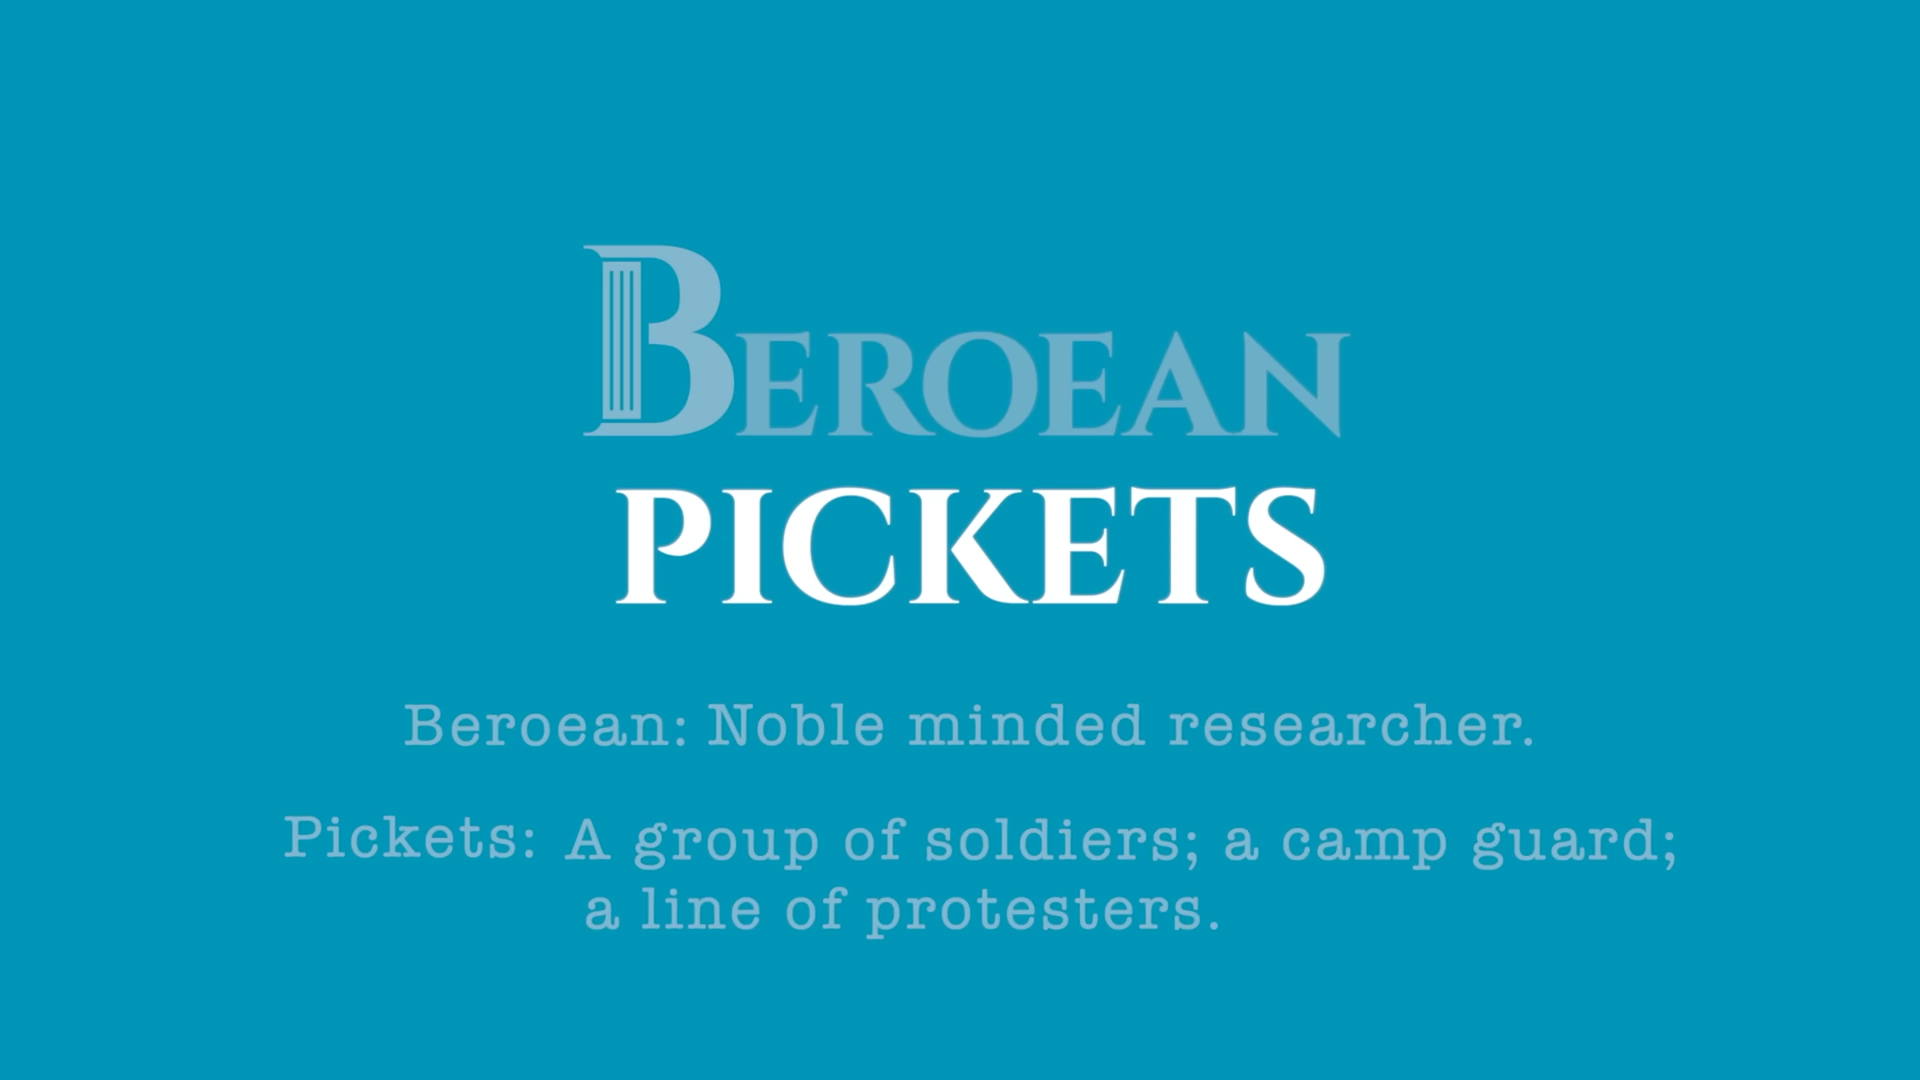 BEROEAN
PICKETS
Beroean: Noble minded researcher.
Pickets: A group of soldiers; a camp guard;
a line of protesters.